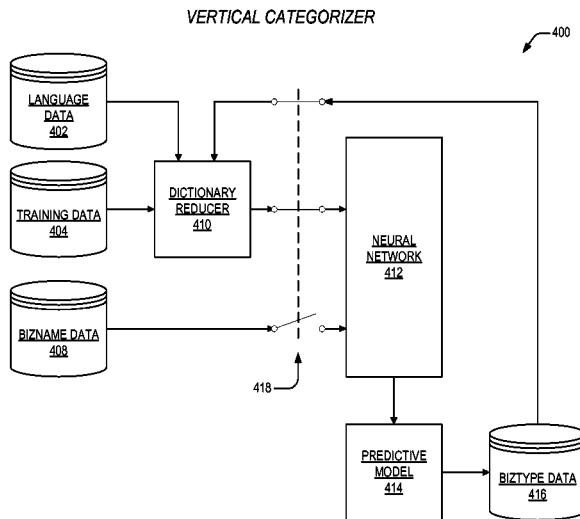 VERTICAL CATEGORIZER
400
LANGUAGE
DATA
402
TRAINING DATA
404
DICTIONARY
REDUCER
410
NEURAL
NETWORK
412
BIZNAME DATA
408
418
PREDICTIVE
MODEL
414
BIZTYPE DATA
416